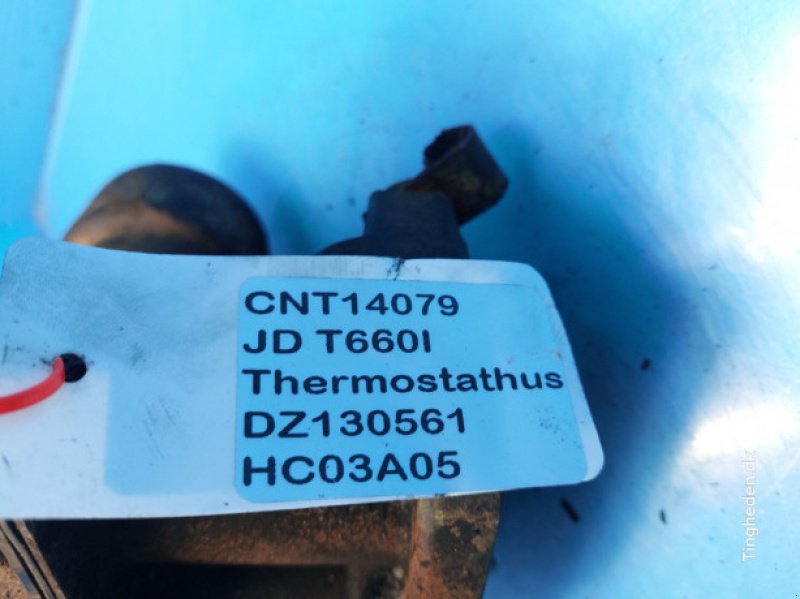 CNT14079
JD T660I
Thermostathus
DZ130561
HC03A05
Tingheden.dk